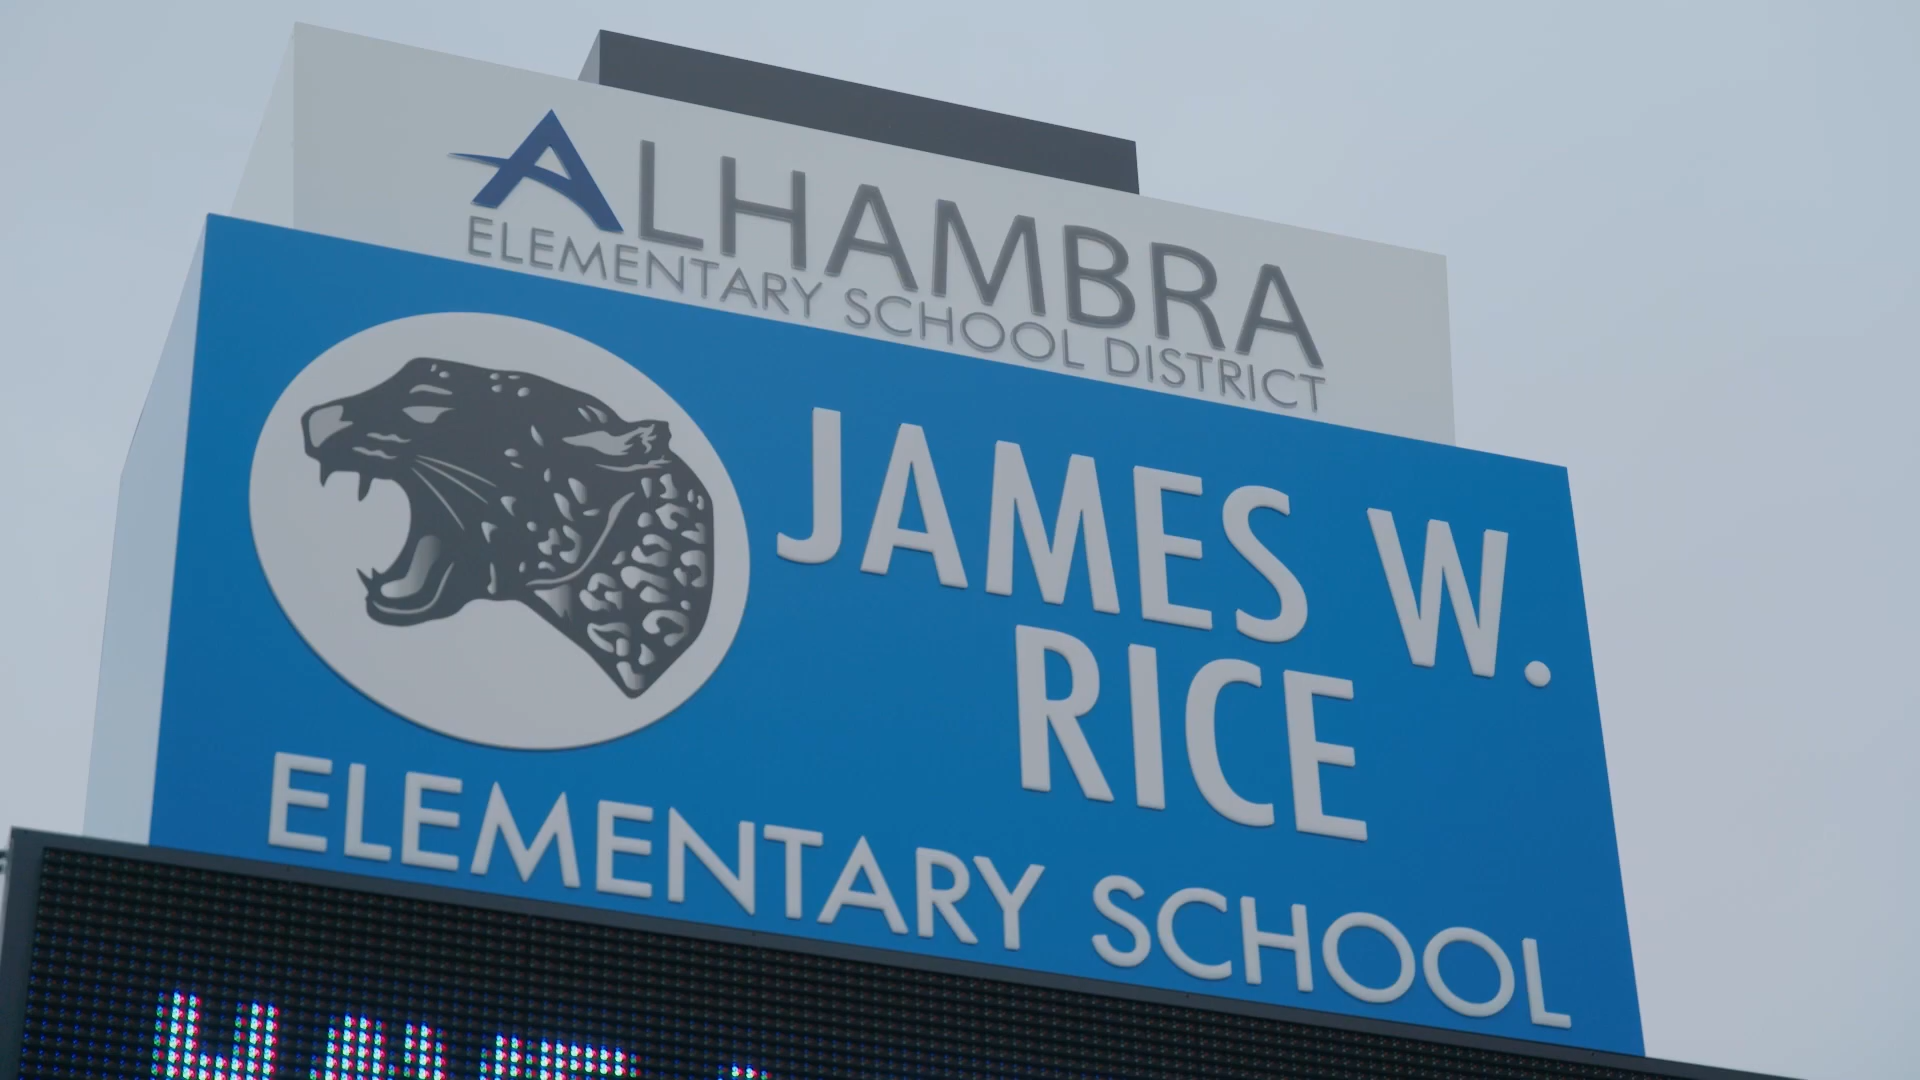 ALHAMBRA
ELEMENTARY SCHOOL DISTRICT
JAMES W.
RICE
ELEMENTARY SCHOOL